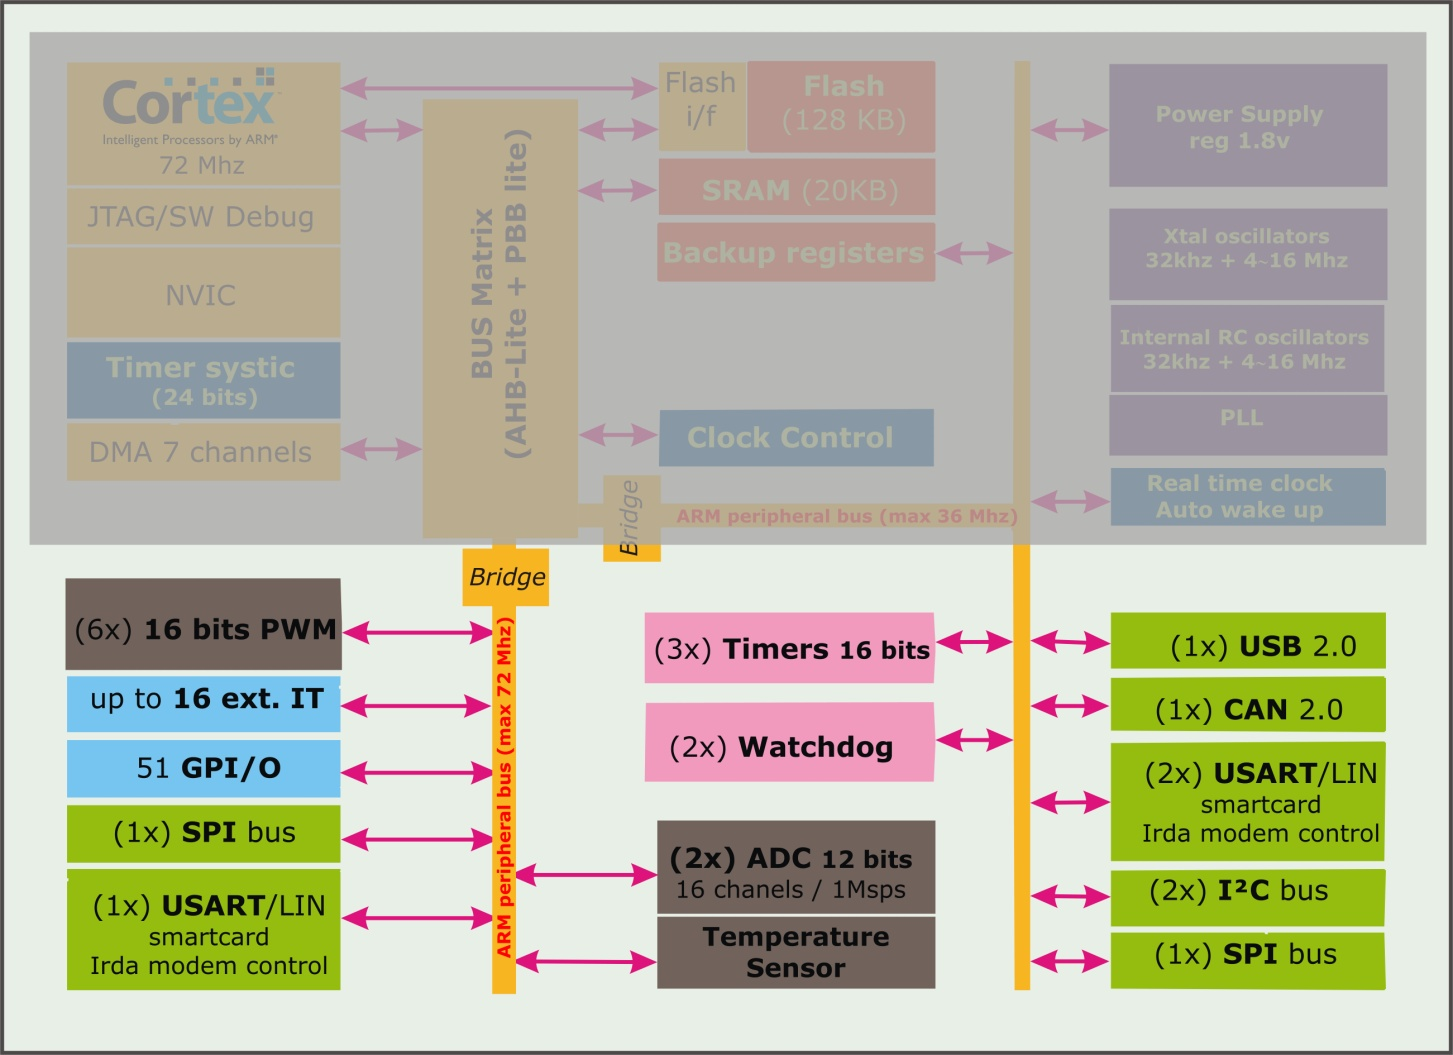 Cortex
Intelligent Processors by ARM®
72 Mhz
JTAG/SW Debug
NVIC
Timer systic
(24 bits)
DMA 7 channels
BUS Matrix
(AHB-Lite + PBB lite)
Flash
i/f
Flash
(128 KB)
SRAM (20KB)
Backup registers
Clock Control
Bridge
ARM peripheral bus (max 36 Mhz)
Power Supply
reg 1.8v
Xtal oscillators
32khz + 4~16 Mhz
Internal RC oscillators
32khz + 4~16 Mhz
PLL
Real time clock
Auto wake up
Bridge
ARM peripheral bus (max 72 Mhz)
(6x) 16 bits PWM
up to 16 ext. IT
51 GPI/O
(1x) SPI bus
(1x) USART/LIN
smartcard
Irda modem control
(3x) Timers 16 bits
(2x) Watchdog
(2x) ADC 12 bits
16 chanels / 1Msps
Temperature
Sensor
(1x) USB 2.0
(1x) CAN 2.0
(2x) USART/LIN
smartcard
Irda modem control
(2x) I²C bus
(1x) SPI bus